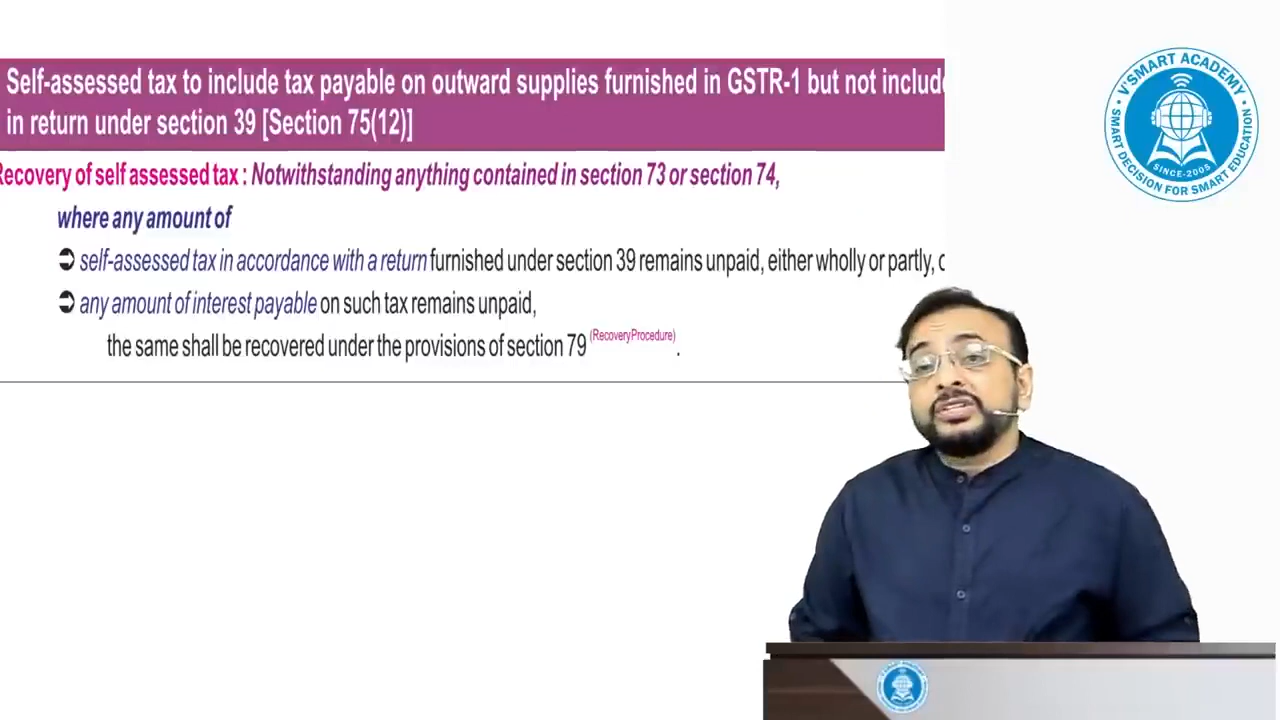 Self-assessed tax to include tax payable on outward supplies furnished in GSTR-1 but not include
in return under section 39 [Section 75(12)]
Recovery of self assessed tax : Notwithstanding anything contained in section 73 or section 74,
where any amount of
➲ self-assessed tax in accordance with a return furnished under section 39 remains unpaid, either wholly or partly, o
➲ any amount of interest payable on such tax remains unpaid,
the same shall be recovered under the provisions of section 79 (RecoveryProcedure).
V'SMART ACADEMY
SMART DECISION FOR SMART EDUCATION
SINCE-2005